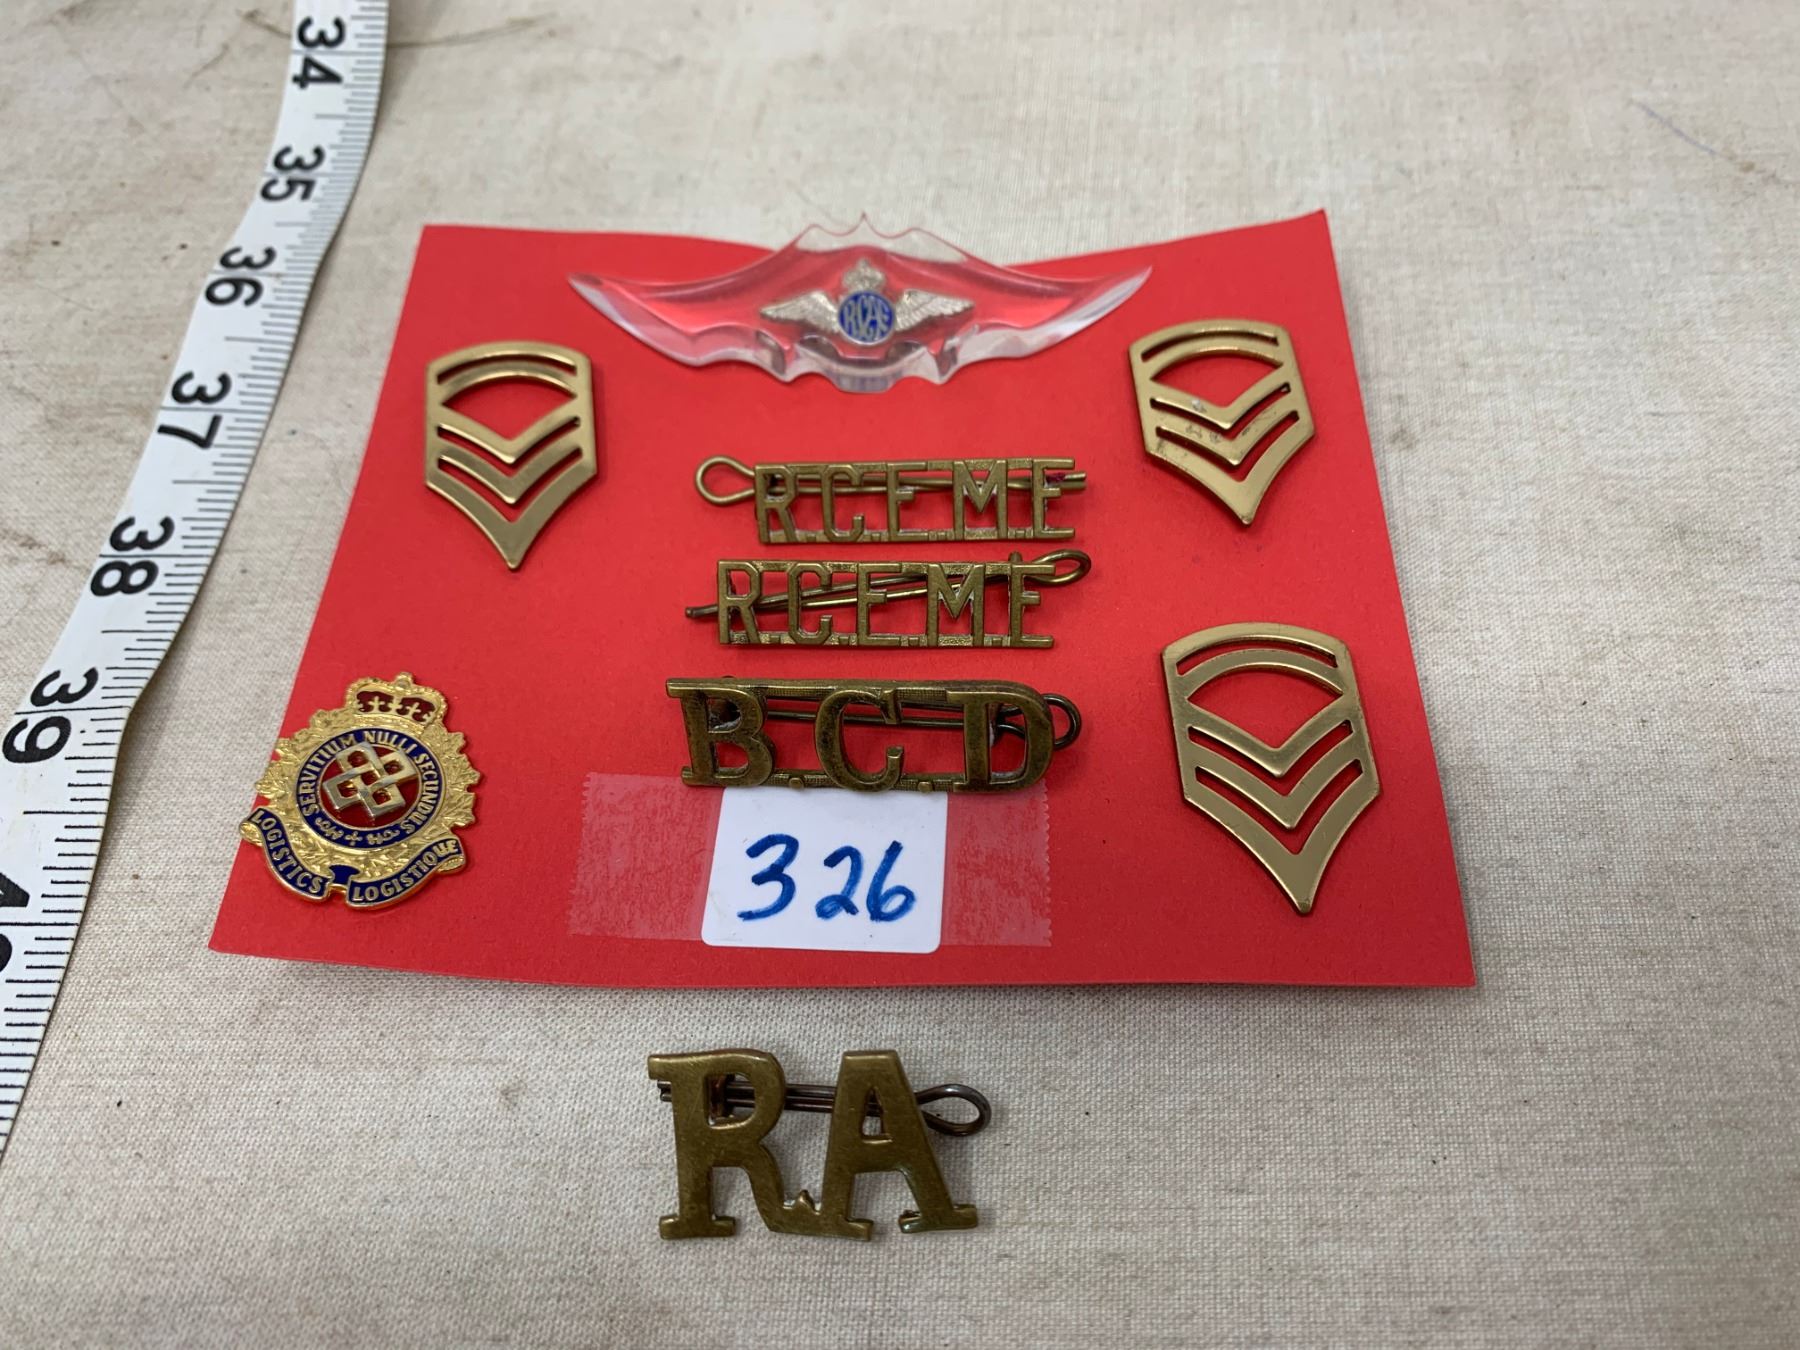 34
35
36
37
38
39
RCAF
R.C.E.M.E
R.C.E.M.E
B.C.D
SERVITIUM NULLI SECUNDUS
LOGISTICS LOGISTIQUE
326
RA